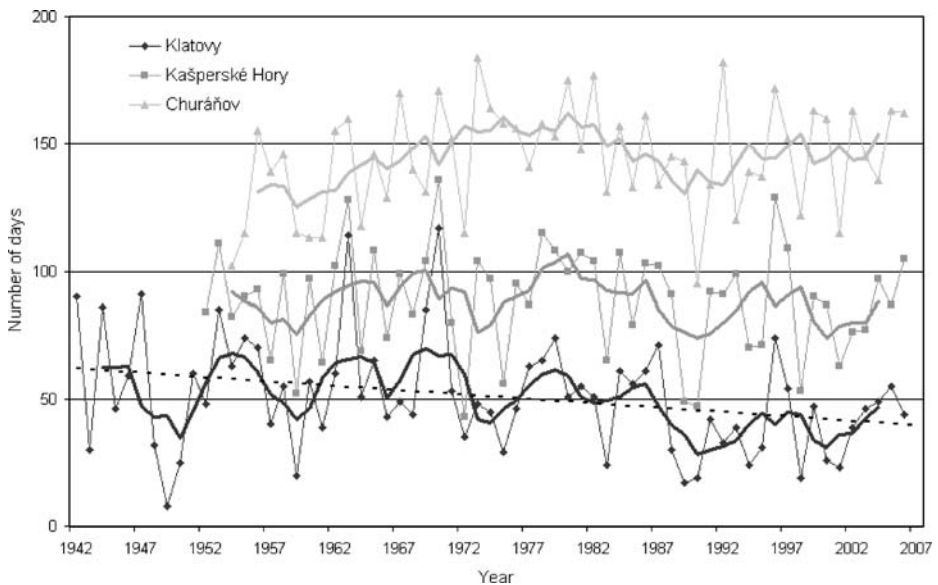 200
150
100
50
0
Number of days
Klatovy
Kašperské Hory
Churáňov
1942 1947 1952 1957 1962 1967 1972 1977 1982 1987 1992 1997 2002 2007
Year